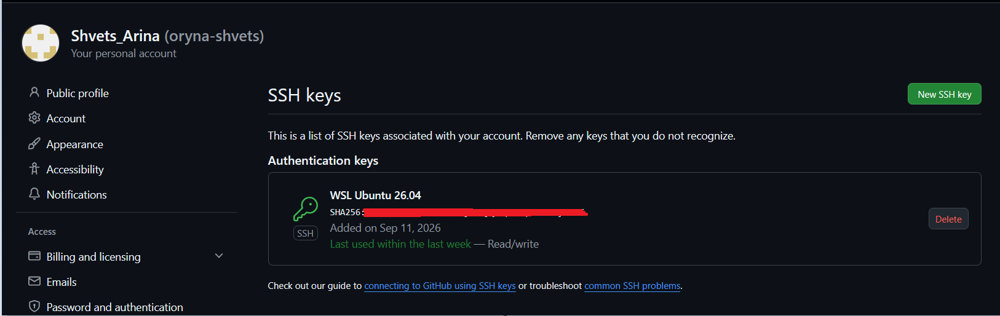 Shvets_Arina (oryna-shvets)
Your personal account
Public profile
Account
Appearance
Accessibility
Notifications
Access
Billing and licensing
Emails
Password and authentication
SSH keys
New SSH key
This is a list of SSH keys associated with your account. Remove any keys that you do not recognize.
Authentication keys
WSL Ubuntu 26.04
SHA256:
SSH
Added on Sep 11, 2026
Last used within the last week — Read/write
Delete
Check out our guide to connecting to GitHub using SSH keys or troubleshoot common SSH problems.